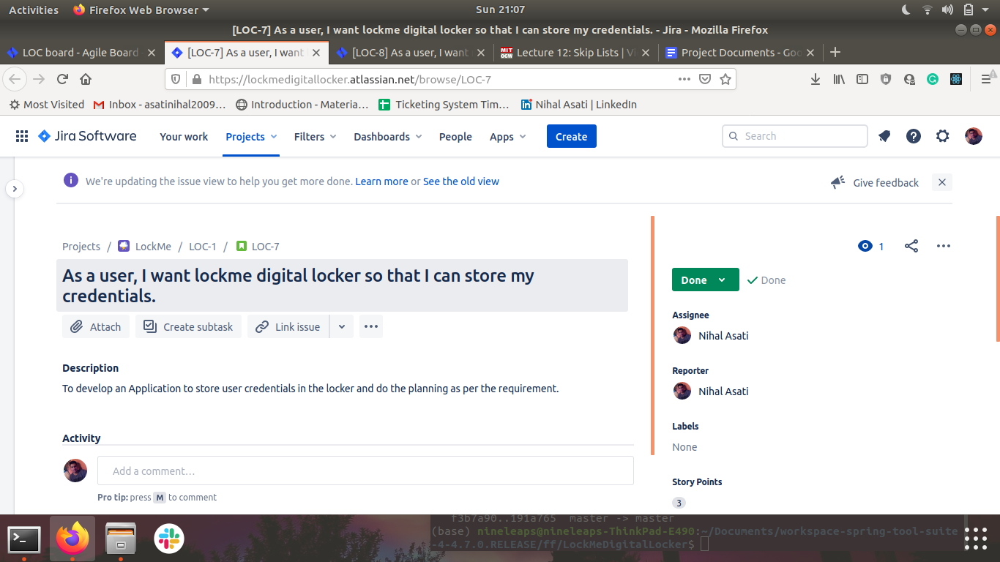 Activities Firefox Web Browser Sun 21:07
[LOC-7] As a user, I want lockme digital locker so that I can store my credentials. - Jira - Mozilla Firefox
LOC board - Agile Board [LOC-7] As a user, I want [LOC-8] As a user, I want Lecture 12: Skip Lists | Vi Project Documents - Goo
https://lockmedigitallocker.atlassian.net/browse/LOC-7
Most Visited Inbox - asatinihal2009... Introduction - Materia... Ticketing System Tim... Nihal Asati | LinkedIn
Jira Software Your work Projects Filters Dashboards People Apps Create Search
We're updating the issue view to help you get more done. Learn more or See the old view Give feedback
Projects / LockMe / LOC-1 / LOC-7 1
As a user, I want lockme digital locker so that I can store my
credentials.
Done Done
Attach Create subtask Link issue
Assignee
Nihal Asati
Description
To develop an Application to store user credentials in the locker and do the planning as per the requirement.
Reporter
Nihal Asati
Labels
None
Activity
Add a comment...
Pro tip: press M to comment
Story Points
3
f3b7a90..191a765 master -> master
(base) nineleaps@nineleaps-ThinkPad-E490:~/Documents/workspace-spring-tool-suite
-4-4.7.0.RELEASE/ff/LockMeDigitalLocker$